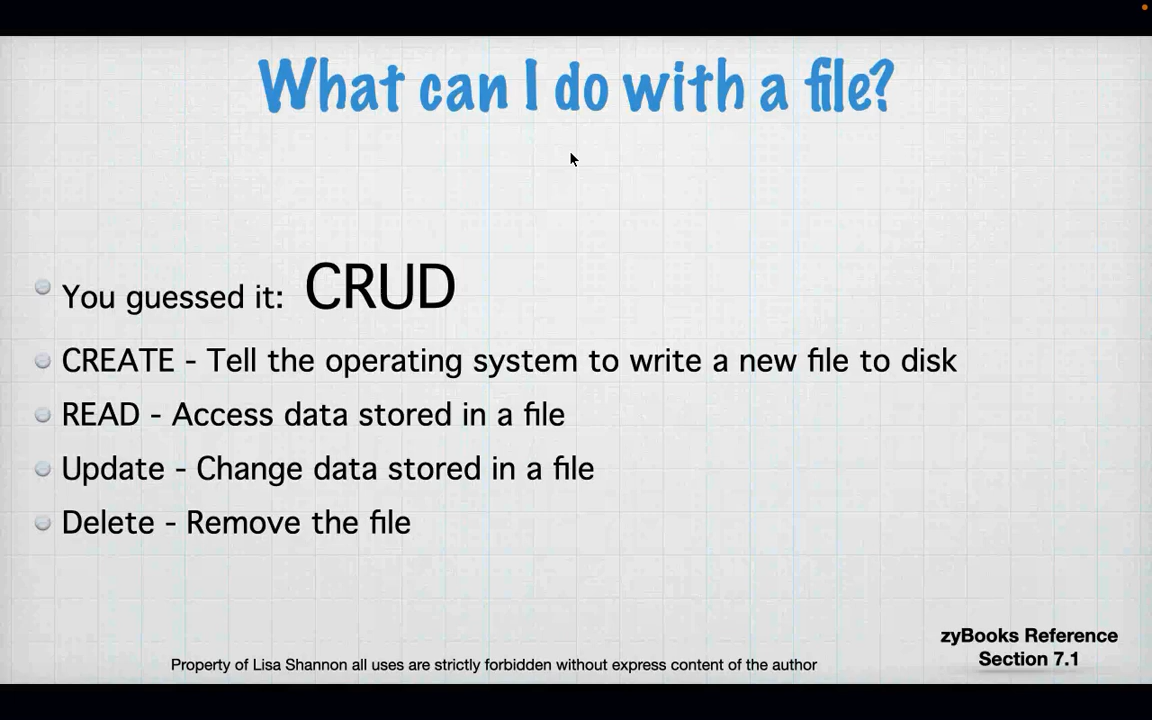 What can I do with a file?
You guessed it: CRUD
CREATE - Tell the operating system to write a new file to disk
READ - Access data stored in a file
Update - Change data stored in a file
Delete - Remove the file
zyBooks Reference
Section 7.1
Property of Lisa Shannon all uses are strictly forbidden without express content of the author